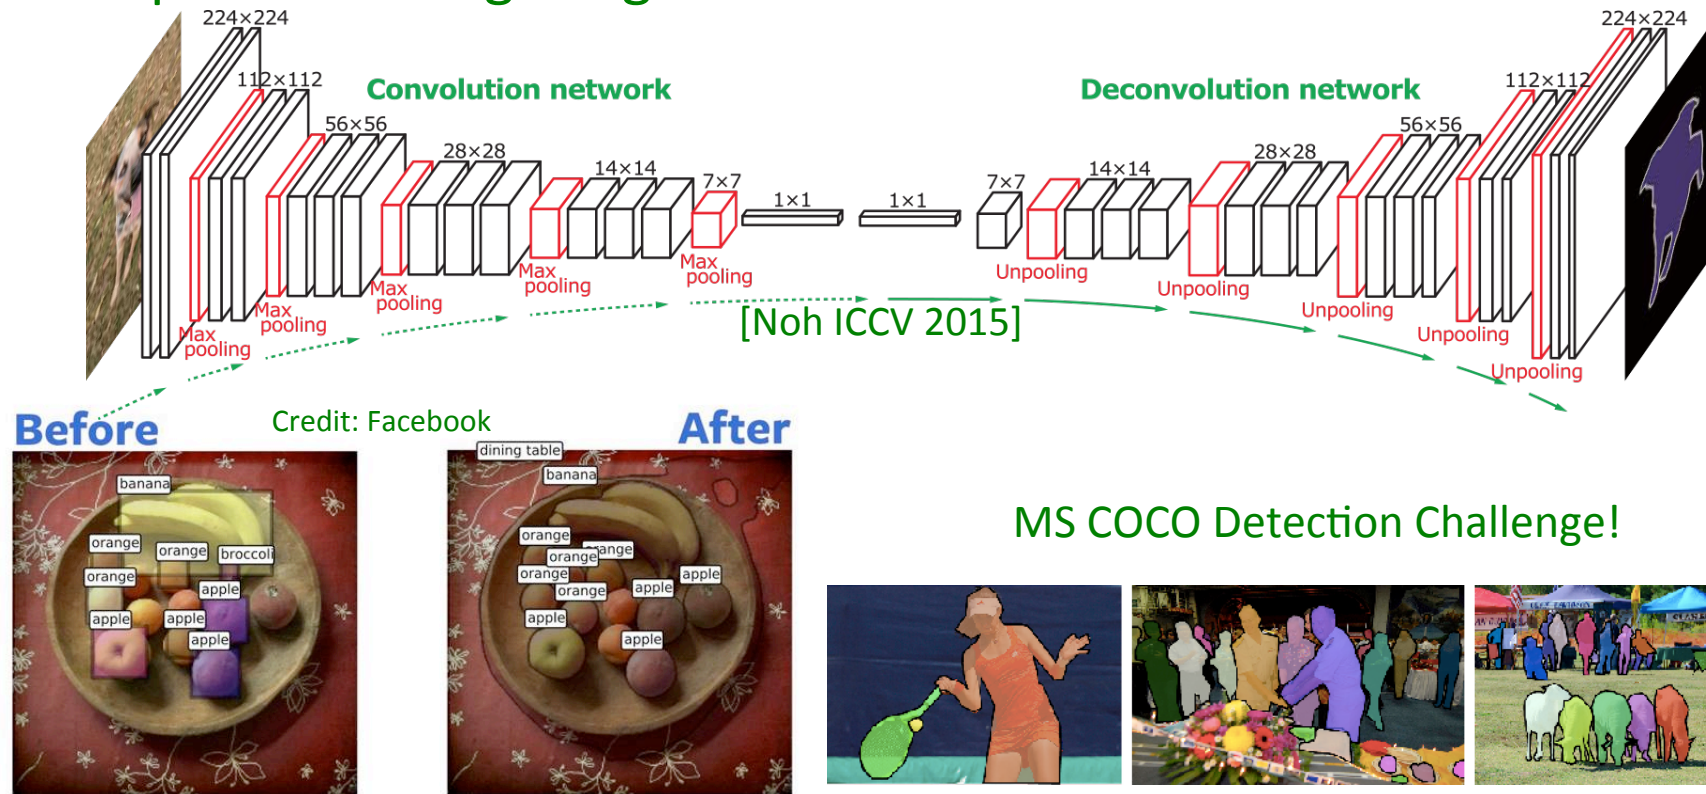 224×224
112×112
56×56
28×28
14×14
7×7
1×1
1×1
7×7
14×14
28×28
56×56
112×112
224×224
Convolution network
Deconvolution network
Max
pooling
Max
pooling
Max
pooling
Max
pooling
Max
pooling
Unpooling
Unpooling
Unpooling
Unpooling
Unpooling
[Noh ICCV 2015]
Before
Credit: Facebook
After
banana
orange
orange
broccoli
orange
apple
apple
apple
apple
dining table
banana
orange
orange
orange
orange
orange
apple
apple
apple
apple
MS COCO Detection Challenge!